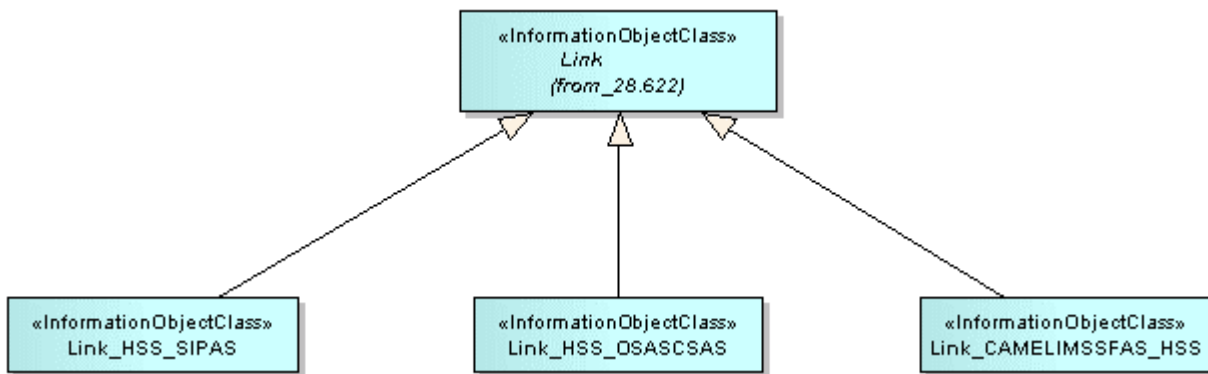 «InformationObjectClass»
Link
(from_28.622)
«InformationObjectClass»
Link_HSS_SIPAS
«InformationObjectClass»
Link_HSS_OSASCSAS
«InformationObjectClass»
Link_CAMELIMSSFAS_HSS